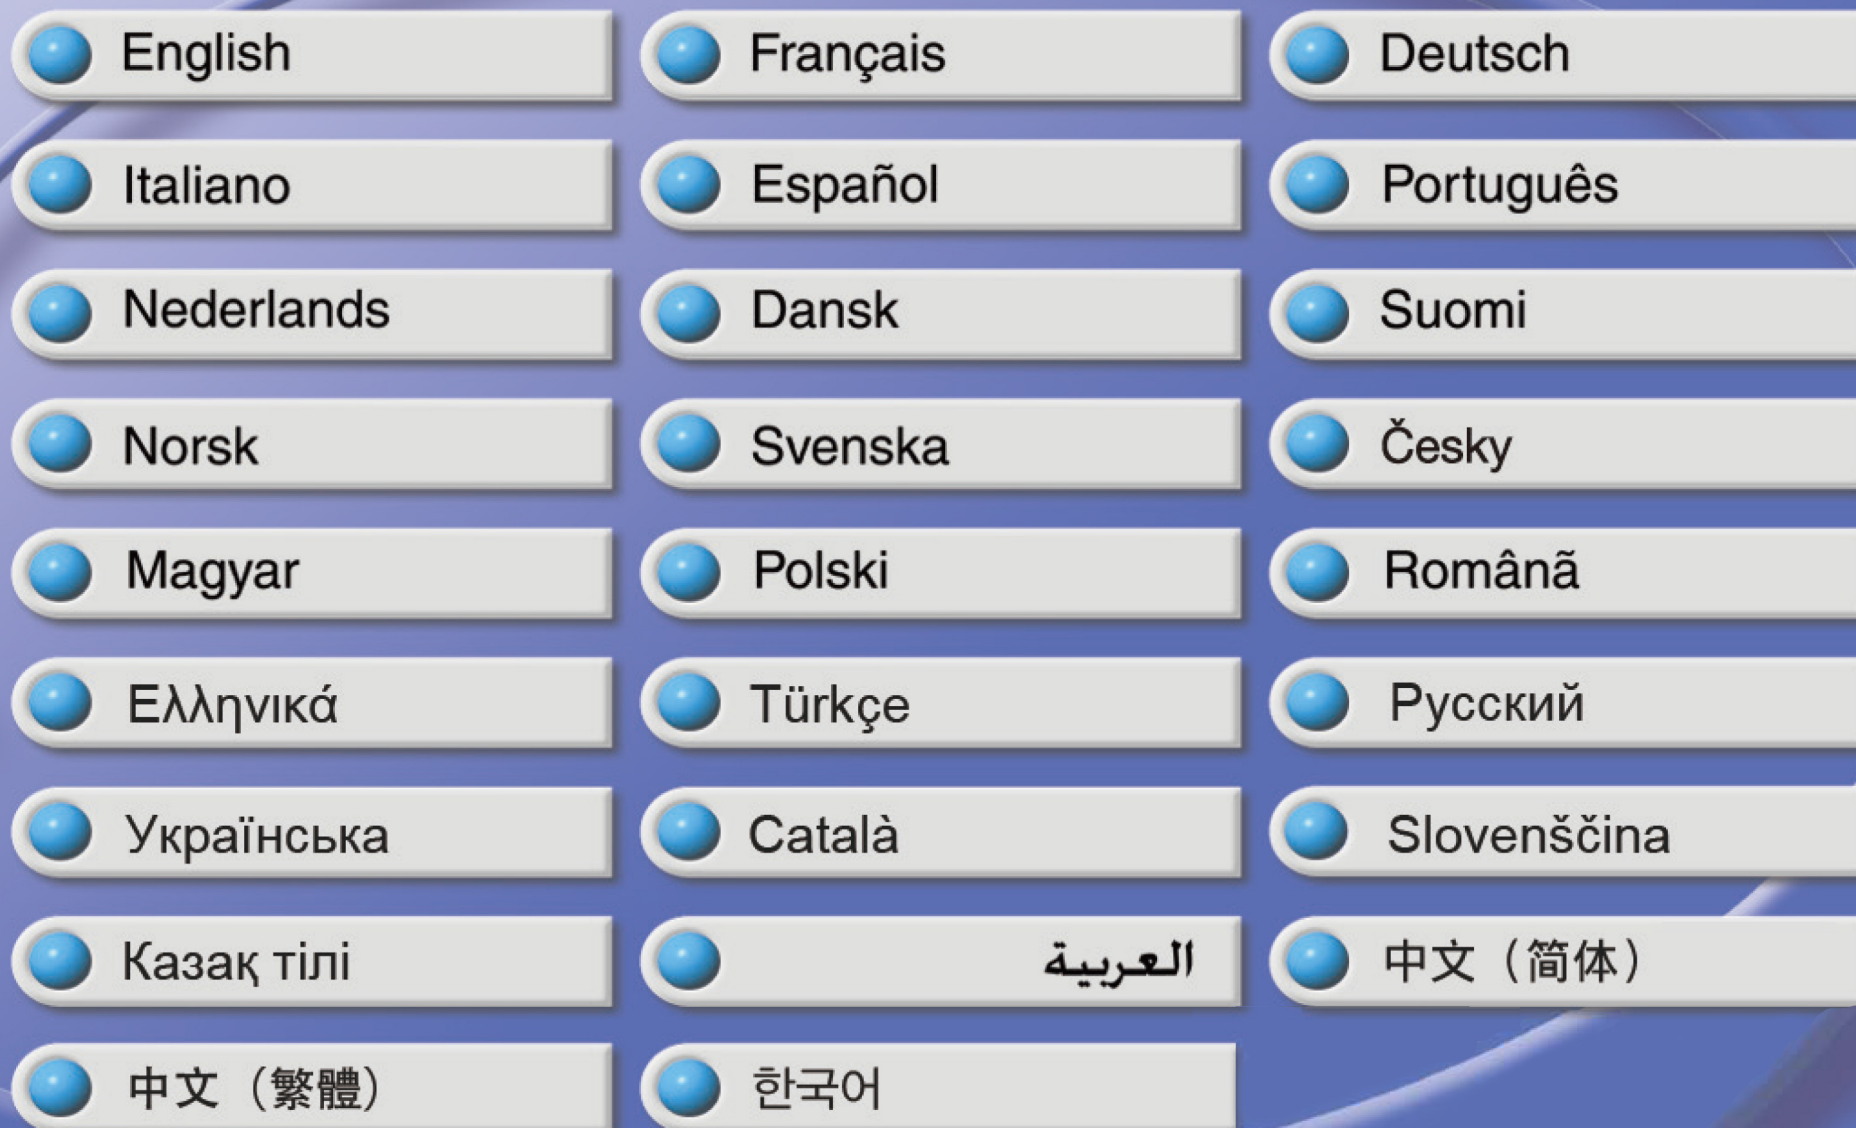 English
Français
Deutsch
Italiano
Español
Português
Nederlands
Dansk
Suomi
Norsk
Svenska
Česky
Magyar
Polski
Românã
Ελληνικά
Türkçe
Русский
Українська
Català
Slovenščina
Казақ тілі
العربية
中文（简体）
中文（繁體）
한국어